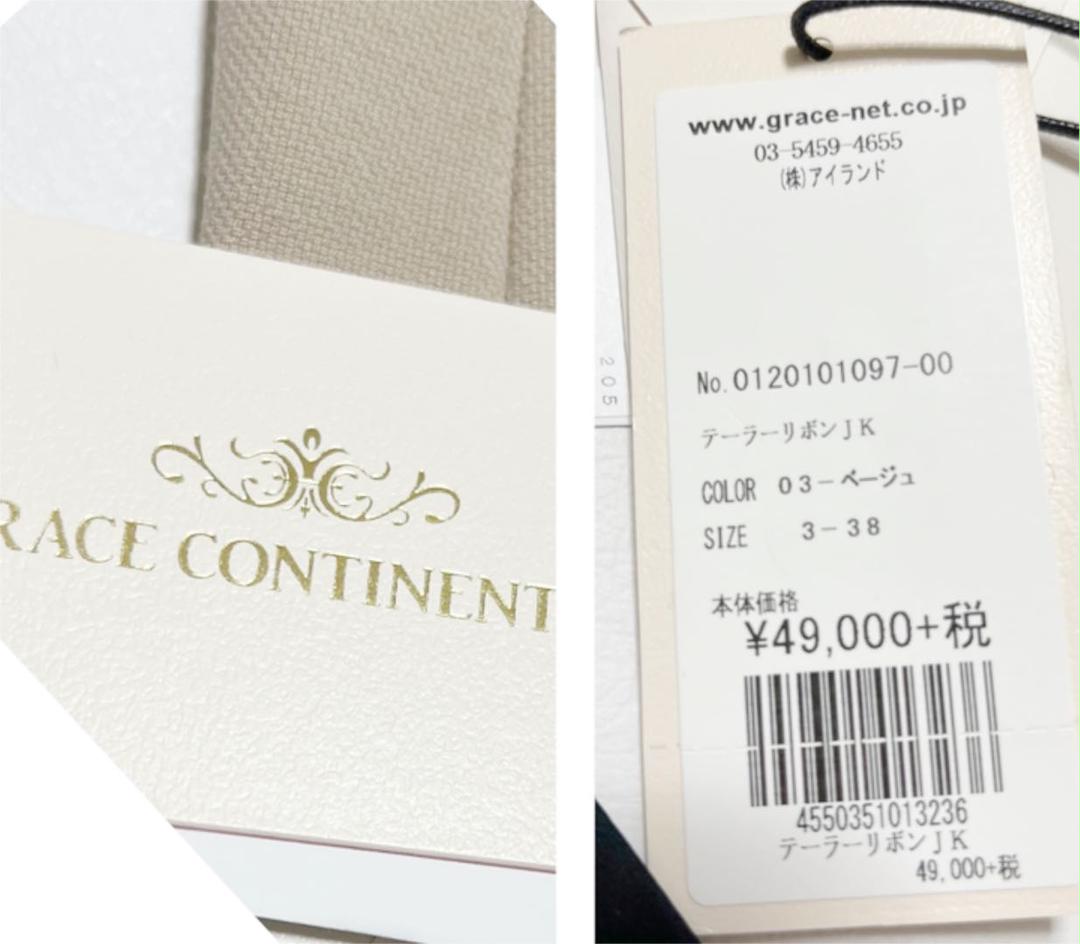 RACE CONTINENT
www.grace-net.co.jp
03-5459-4655
(株)アイランド
205
No.0120101097-00
テーラーリボンJK
COLOR 03-ベージュ
SIZE 3-38
本体価格
¥49,000+税
4550351013236
テーラーリボンJK
49,000+税